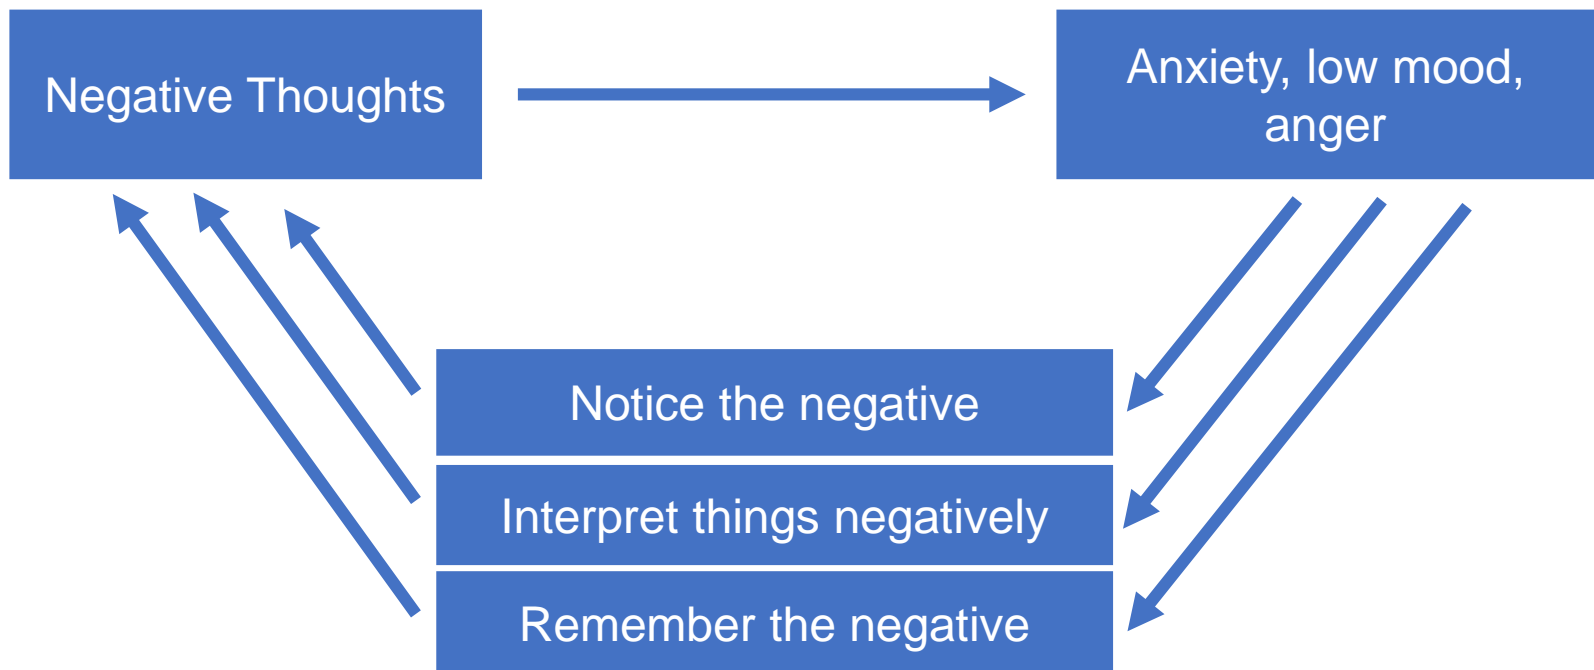 Negative Thoughts
Anxiety, low mood,
anger
Notice the negative
Interpret things negatively
Remember the negative